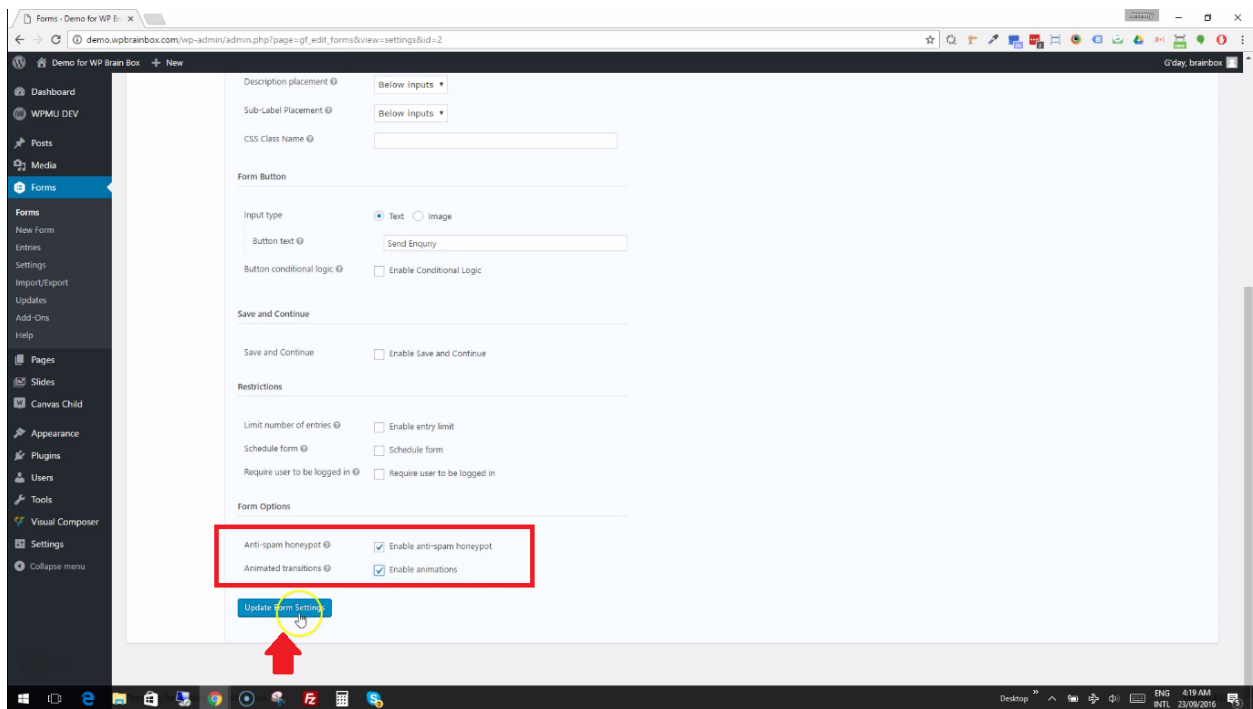 Forms ‹ Demo for WP Br
demo.wpbrainbox.com/wp-admin/admin.php?page=gf_edit_forms&view=settings&id=2
Demo for WP Brain Box + New
G'day, brainbox
Dashboard
WPMU DEV
Posts
Media
Forms
Forms
New Form
Entries
Settings
Import/Export
Updates
Add-Ons
Help
Pages
Slides
Canvas Child
Appearance
Plugins
Users
Tools
Visual Composer
Settings
Collapse menu
Description placement Below inputs
Sub-Label Placement Below inputs
CSS Class Name
Form Button
Input type Text Image
Button text Send Enquiry
Button conditional logic Enable Conditional Logic
Save and Continue
Save and Continue Enable Save and Continue
Restrictions
Limit number of entries Enable entry limit
Schedule form Schedule form
Require user to be logged in Require user to be logged in
Form Options
Anti-spam honeypot Enable anti-spam honeypot
Animated transitions Enable animations
Update Form Settings
Desktop
ENG 4:19 AM
INTL 23/09/2016